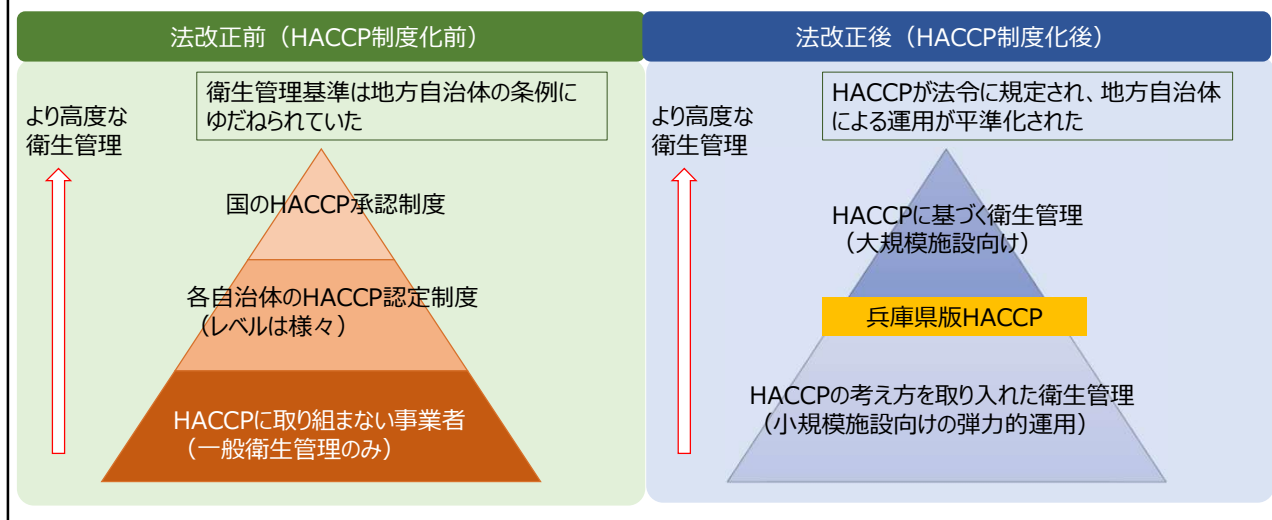 法改正前（HACCP制度化前）
より高度な
衛生管理
衛生管理基準は地方自治体の条例に
ゆだねられていた
国のHACCP承認制度
各自治体のHACCP認定制度
（レベルは様々）
HACCPに取り組まない事業者
（一般衛生管理のみ）
法改正後（HACCP制度化後）
より高度な
衛生管理
HACCPが法令に規定され、地方自治体
による運用が平準化された
HACCPに基づく衛生管理
（大規模施設向け）
兵庫県版HACCP
HACCPの考え方を取り入れた衛生管理
（小規模施設向けの弾力的運用）